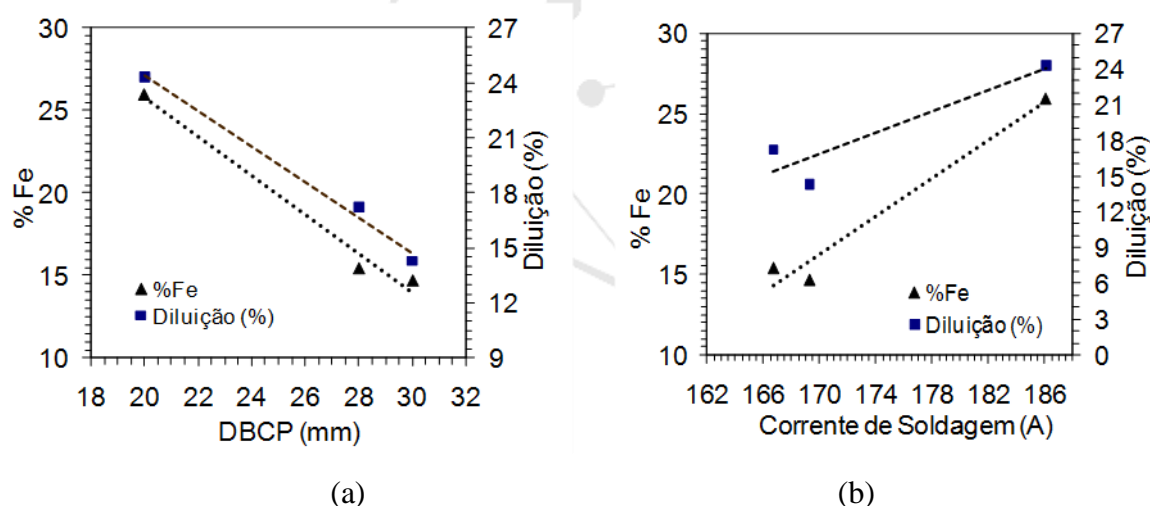 30
25
20
15
10
% Fe
27
24
21
18
15
12
9
Diluição (%)
%Fe
Diluição (%)
18 20 22 24 26 28 30 32
DBCP (mm)
(a)
30
25
20
15
10
% Fe
27
24
21
18
15
12
9
6
3
0
Diluição (%)
%Fe
Diluição (%)
162 166 170 174 178 182 186
Corrente de Soldagem (A)
(b)